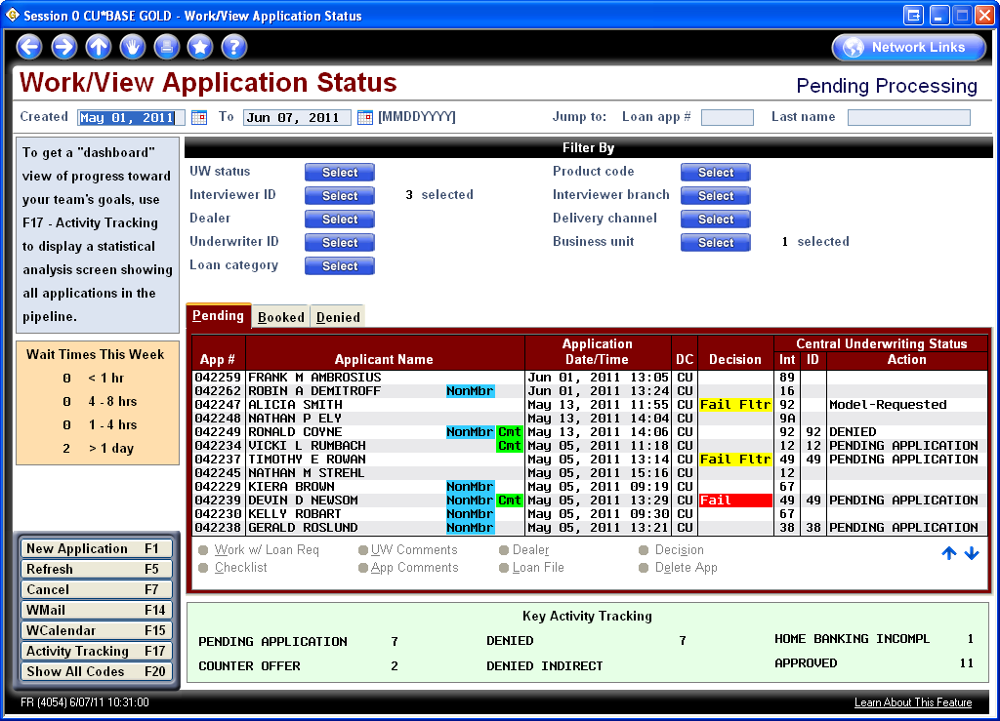 Session 0 CU*BASE GOLD - Work/View Application Status
Network Links
Work/View Application Status
Pending Processing
Created May 01, 2011 To Jun 07, 2011 [MMDDYYYY] Jump to: Loan app # Last name
To get a "dashboard"
view of progress toward
your team's goals, use
F17 - Activity Tracking
to display a statistical
analysis screen showing
all applications in the
pipeline.
Filter By
UW status Select Product code Select
Interviewer ID Select 3 selected Interviewer branch Select
Dealer Select Delivery channel Select
Underwriter ID Select Business unit Select 1 selected
Loan category Select
Wait Times This Week
0 < 1 hr
0 4 - 8 hrs
0 1 - 4 hrs
2 > 1 day
Pending Booked Denied
Application Central Underwriting Status
App # Applicant Name Date/Time DC Decision Int ID Action
042259 FRANK M AMBROSIUS Jun 01, 2011 13:05 CU 89
042262 ROBIN A DEMITROFF NonMbr Jun 01, 2011 13:24 CU 16
042247 ALICIA SMITH May 13, 2011 11:55 CU Fail Fltr 92 Model-Requested
042248 NATHAN P ELY May 13, 2011 14:04 CU 9A
042249 RONALD COYNE NonMbr Cmt May 13, 2011 14:06 CU 92 92 DENIED
042234 VICKI L RUMBACH Cmt May 05, 2011 11:18 CU 12 12 PENDING APPLICATION
042237 TIMOTHY E ROWAN May 05, 2011 13:14 CU Fail Fltr 49 49 PENDING APPLICATION
042245 NATHAN M STREHL May 05, 2011 15:16 CU 12
042229 KIERA BROWN NonMbr May 05, 2011 09:19 CU 67
042239 DEVIN D NEWSOM NonMbr Cmt May 05, 2011 13:29 CU Fail 49 49 PENDING APPLICATION
042230 KELLY ROBART NonMbr May 05, 2011 09:30 CU 67
042238 GERALD ROSLUND NonMbr May 05, 2011 13:21 CU 38 38 PENDING APPLICATION
Work w/ Loan Req UW Comments Dealer Decision
Checklist App Comments Loan File Delete App
New Application F1
Refresh F5
Cancel F7
WMail F14
WCalendar F15
Activity Tracking F17
Show All Codes F20
Key Activity Tracking
PENDING APPLICATION 7 DENIED 7 HOME BANKING INCOMPL 1
COUNTER OFFER 2 DENIED INDIRECT APPROVED 11
FR (4054) 6/07/11 10:31:00
Learn About This Feature